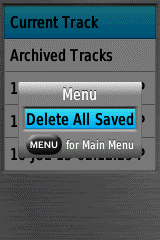 Current Track
Archived Tracks
Menu
Delete All Saved
MENU for Main Menu